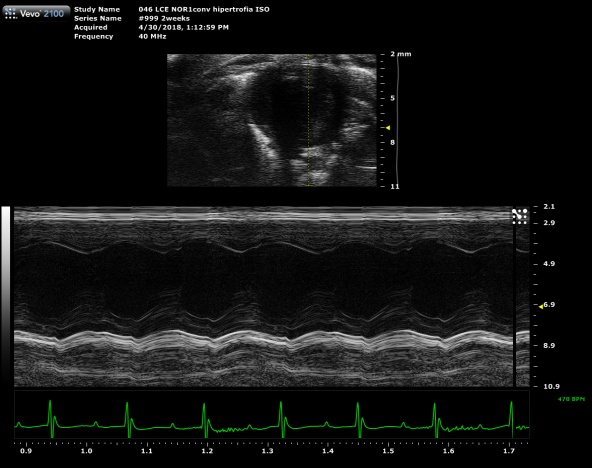 Vevo 2100
Study Name 046 LCE NOR1conv hipertrofia ISO
Series Name #999 2weeks
Acquired 4/30/2018, 1:12:59 PM
Frequency 40 MHz
2 mm
5
8
11
2.1
2.9
4.9
6.9
8.9
10.9
470 BPM
0.9 1.0 1.1 1.2 1.3 1.4 1.5 1.6 1.7